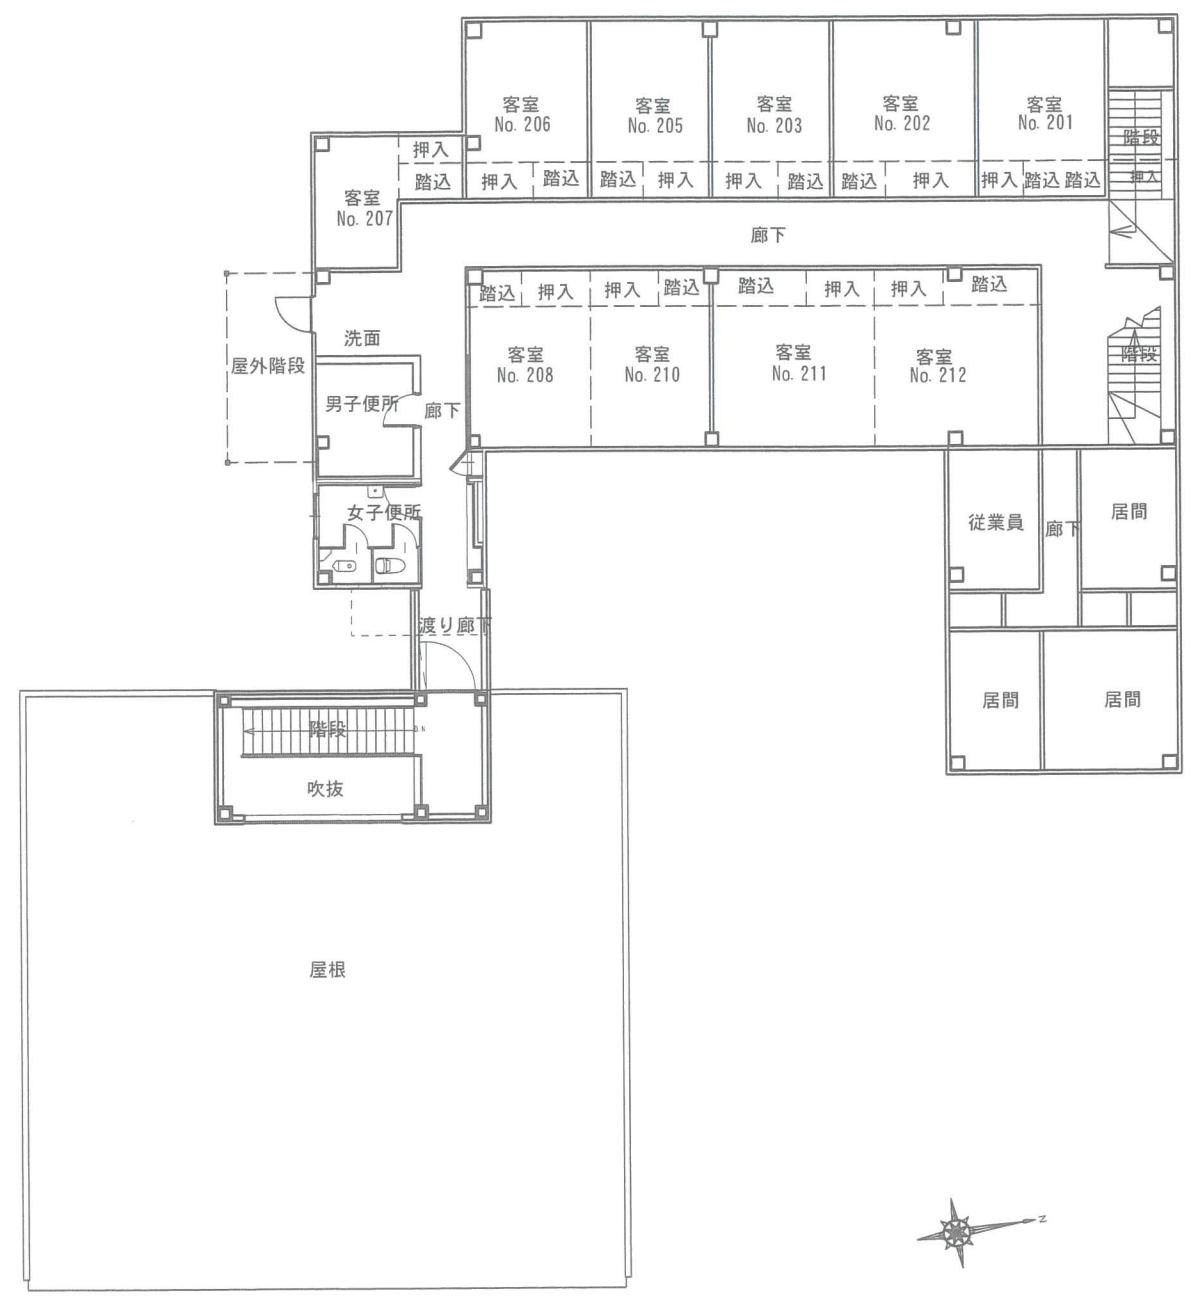 客室
No. 206
客室
No. 205
客室
No. 203
客室
No. 202
客室
No. 201
階段
押入
押入
踏込
押入
踏込
踏込
押入
押入
踏込
踏込
押入
押入
踏込
踏込
客室
No. 207
廊下
踏込
押入
押入
踏込
踏込
押入
押入
踏込
洗面
客室
No. 208
客室
No. 210
客室
No. 211
客室
No. 212
階段
屋外階段
男子便所
廊下
女子便所
従業員
廊下
居間
渡り廊下
居間
居間
階段
DN
吹抜
屋根
N